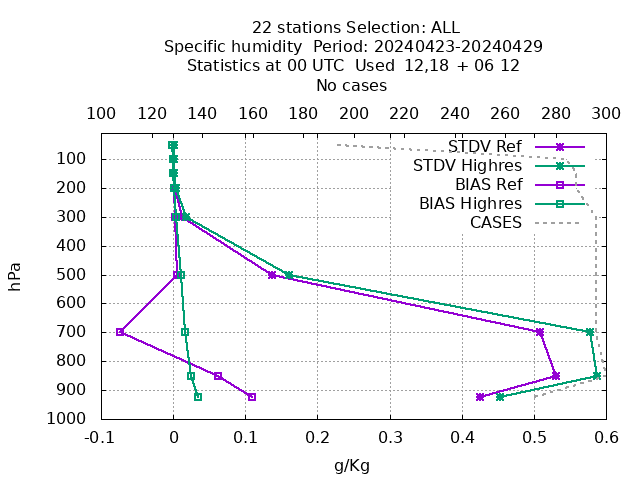 22 stations Selection: ALL
Specific humidity  Period: 20240423-20240429
Statistics at 00 UTC  Used  12,18 + 06 12
No cases
100 120 140 160 180 200 220 240 260 280 300
STDV Ref
STDV Highres
BIAS Ref
BIAS Highres
CASES
100
200
300
400
500
600
700
800
900
1000
hPa
-0.1 0 0.1 0.2 0.3 0.4 0.5 0.6
g/Kg